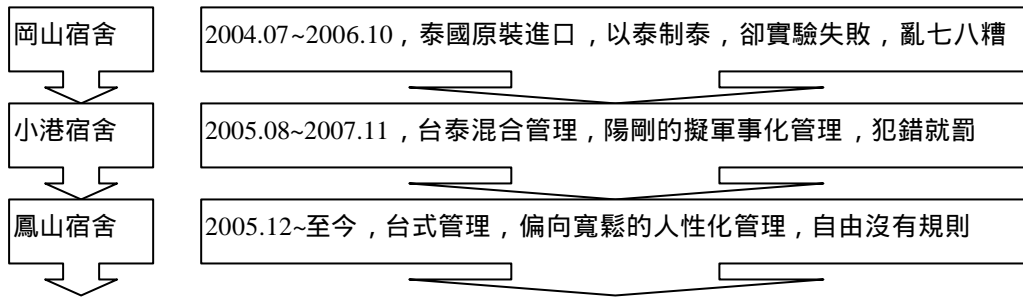 岡山宿舍 2004.07~2006.10，泰國原裝進口，以泰制泰，卻實驗失敗，亂七八糟
小港宿舍 2005.08~2007.11，台泰混合管理，陽剛的擬軍事化管理，犯錯就罰
鳳山宿舍 2005.12~至今，台式管理，偏向寬鬆的人性化管理，自由沒有規則